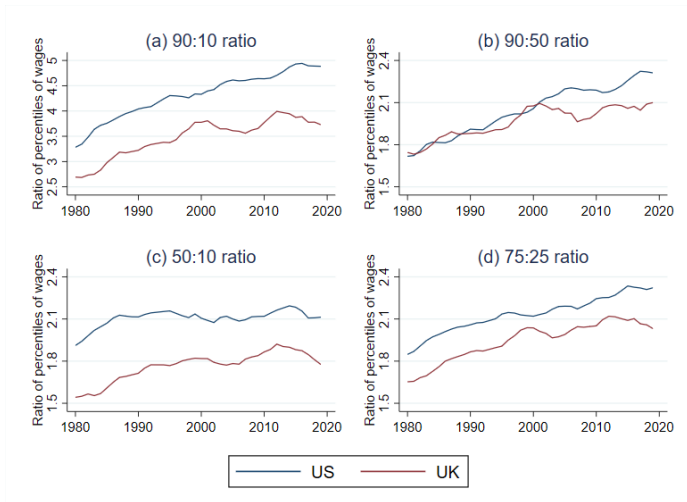 (a) 90:10 ratio
Ratio of percentiles of wages
5
4.5
4
3.5
3
2.5
1980 1990 2000 2010 2020
(b) 90:50 ratio
Ratio of percentiles of wages
2.4
2.1
1.8
1.5
1980 1990 2000 2010 2020
(c) 50:10 ratio
Ratio of percentiles of wages
2.4
2.1
1.8
1.5
1980 1990 2000 2010 2020
(d) 75:25 ratio
Ratio of percentiles of wages
2.4
2.1
1.8
1.5
1980 1990 2000 2010 2020
US UK